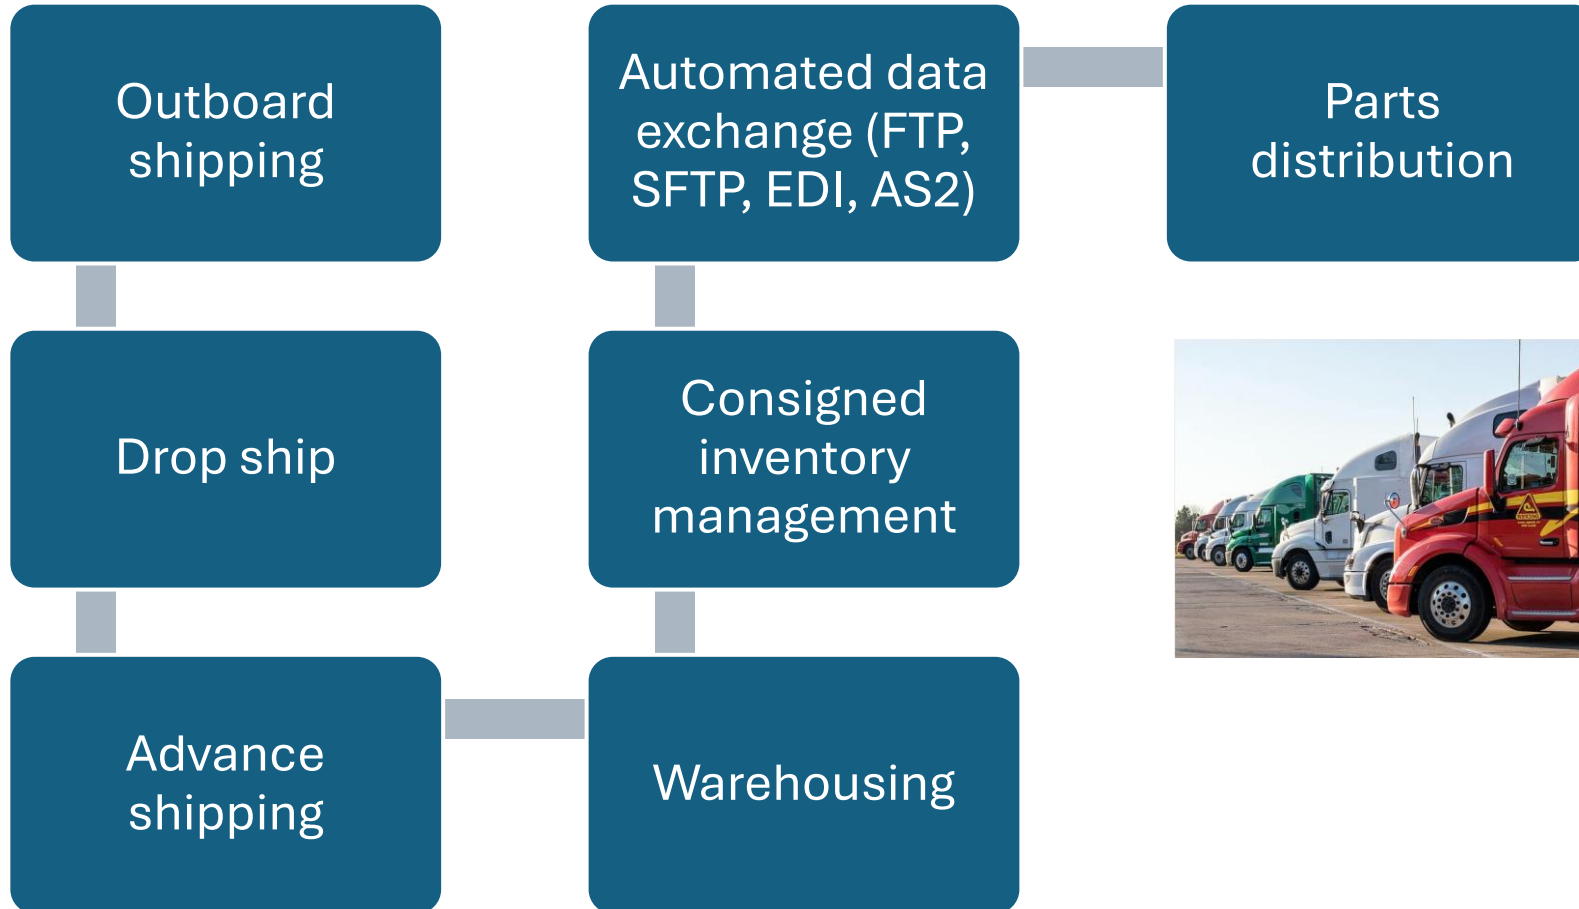 Outboard
shipping
Drop ship
Advance
shipping
Warehousing
Consigned
inventory
management
Automated data
exchange (FTP,
SFTP, EDI, AS2)
Parts
distribution